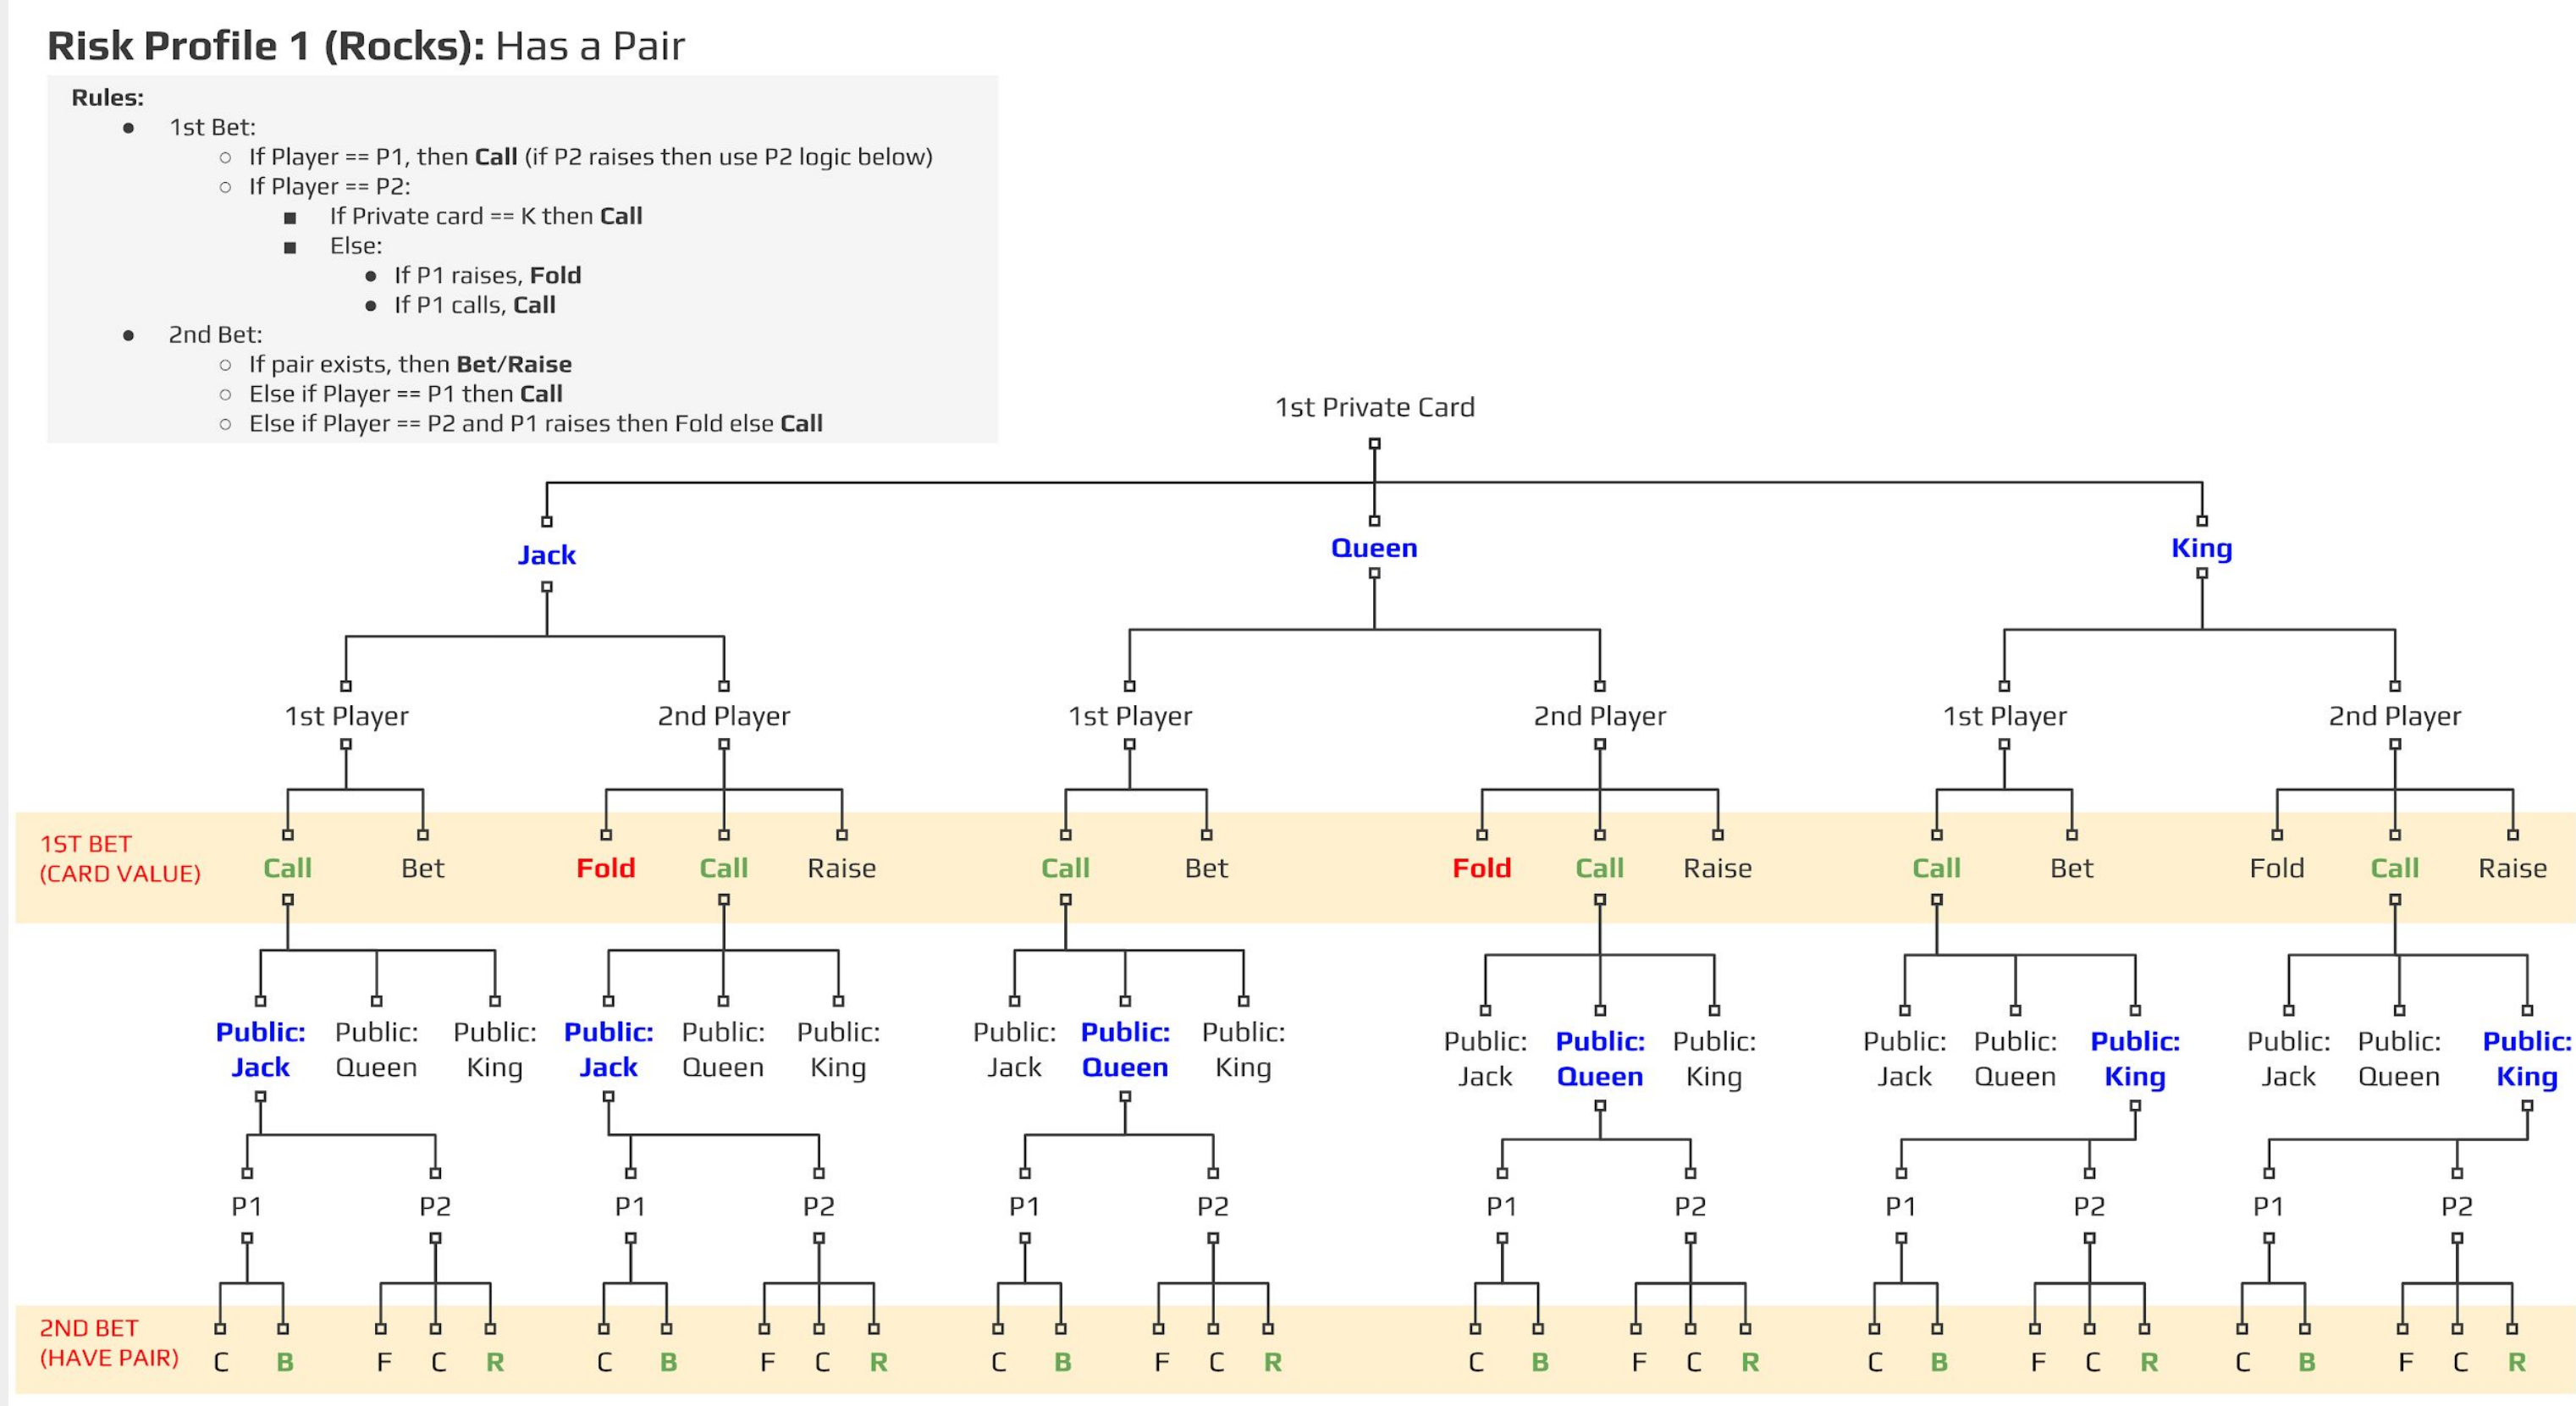 Risk Profile 1 (Rocks): Has a Pair
Rules:
● 1st Bet:
○ If Player == P1, then Call (if P2 raises then use P2 logic below)
○ If Player == P2:
■ If Private card == K then Call
■ Else:
● If P1 raises, Fold
● If P1 calls, Call
● 2nd Bet:
○ If pair exists, then Bet/Raise
○ Else if Player == P1 then Call
○ Else if Player == P2 and P1 raises then Fold else Call
1st Private Card
Jack Queen King
1st Player 2nd Player 1st Player 2nd Player 1st Player 2nd Player
1ST BET
(CARD VALUE)
Call Bet Fold Call Raise Call Bet Fold Call Raise Call Bet Fold Call Raise
Public: Public: Public: Public: Public: Public: Public: Public: Public: Public: Public: Public: Public: Public: Public: Public: Public: Public:
Jack Queen King Jack Queen King Jack Queen King Jack Queen King Jack Queen King Jack Queen King
P1 P2 P1 P2 P1 P2 P1 P2 P1 P2 P1 P2
2ND BET
(HAVE PAIR)
C B F C R C B F C R C B F C R C B F C R C B F C R C B F C R